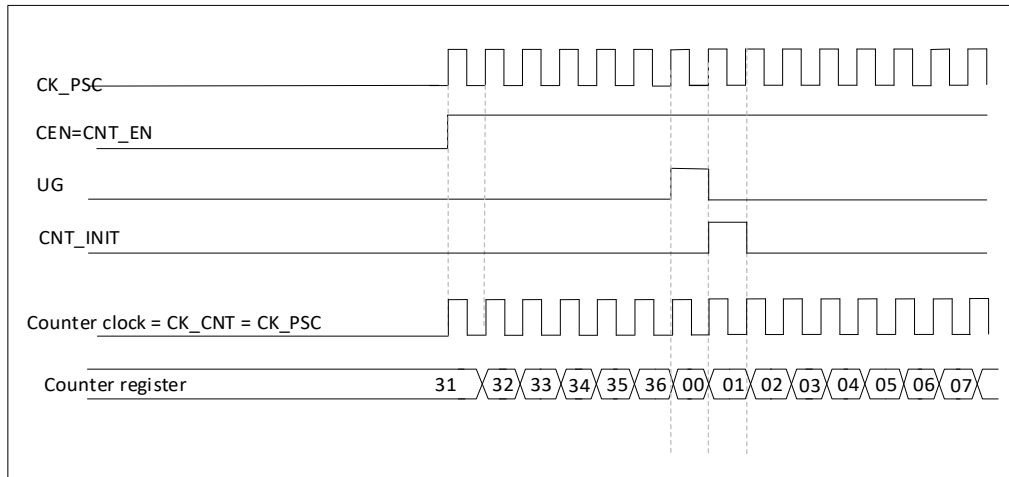 CK_PSC
CEN=CNT_EN
UG
CNT_INIT
Counter clock = CK_CNT = CK_PSC
Counter register 31 32 33 34 35 36 00 01 02 03 04 05 06 07